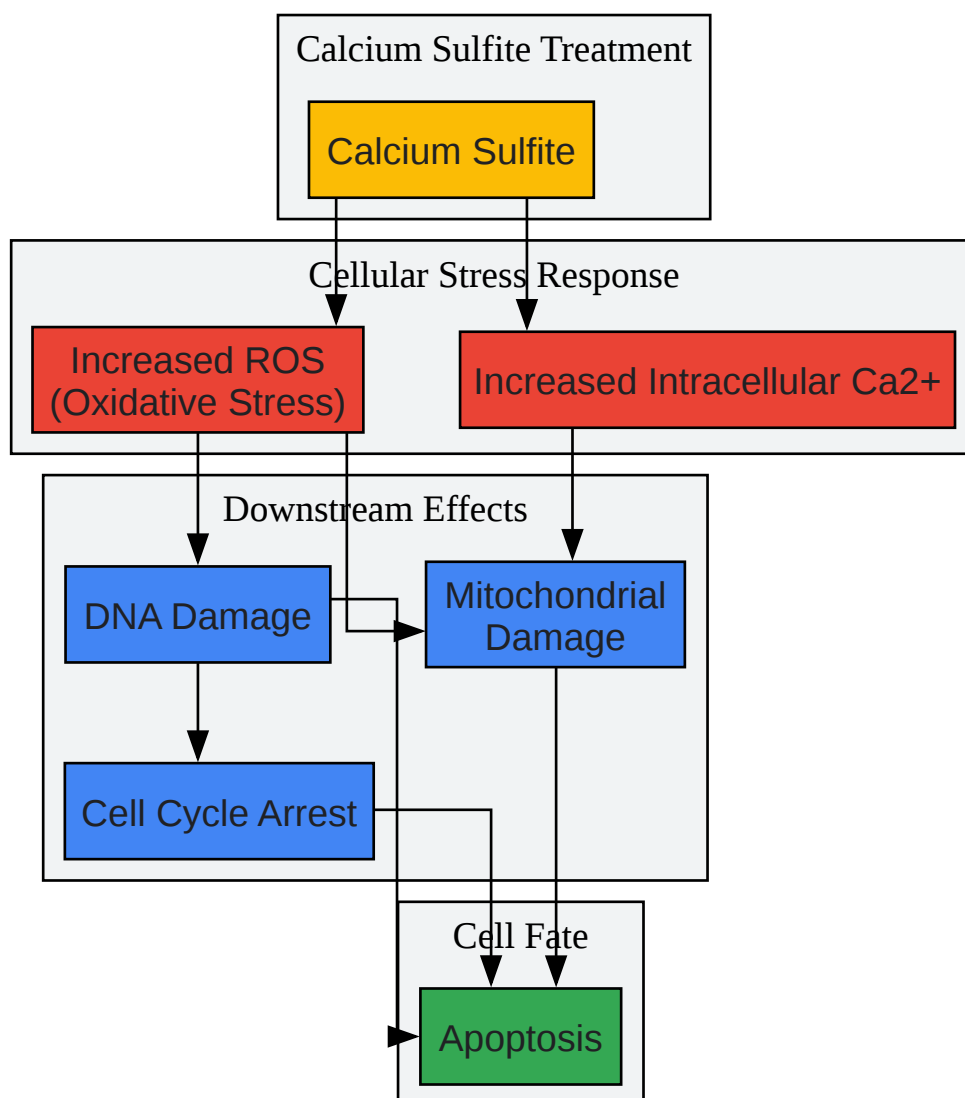 Calcium Sulfite Treatment
Calcium Sulfite
Cellular Stress Response
Increased ROS
(Oxidative Stress)
Increased Intracellular Ca2+
Downstream Effects
DNA Damage
Mitochondrial
Damage
Cell Cycle Arrest
Cell Fate
Apoptosis